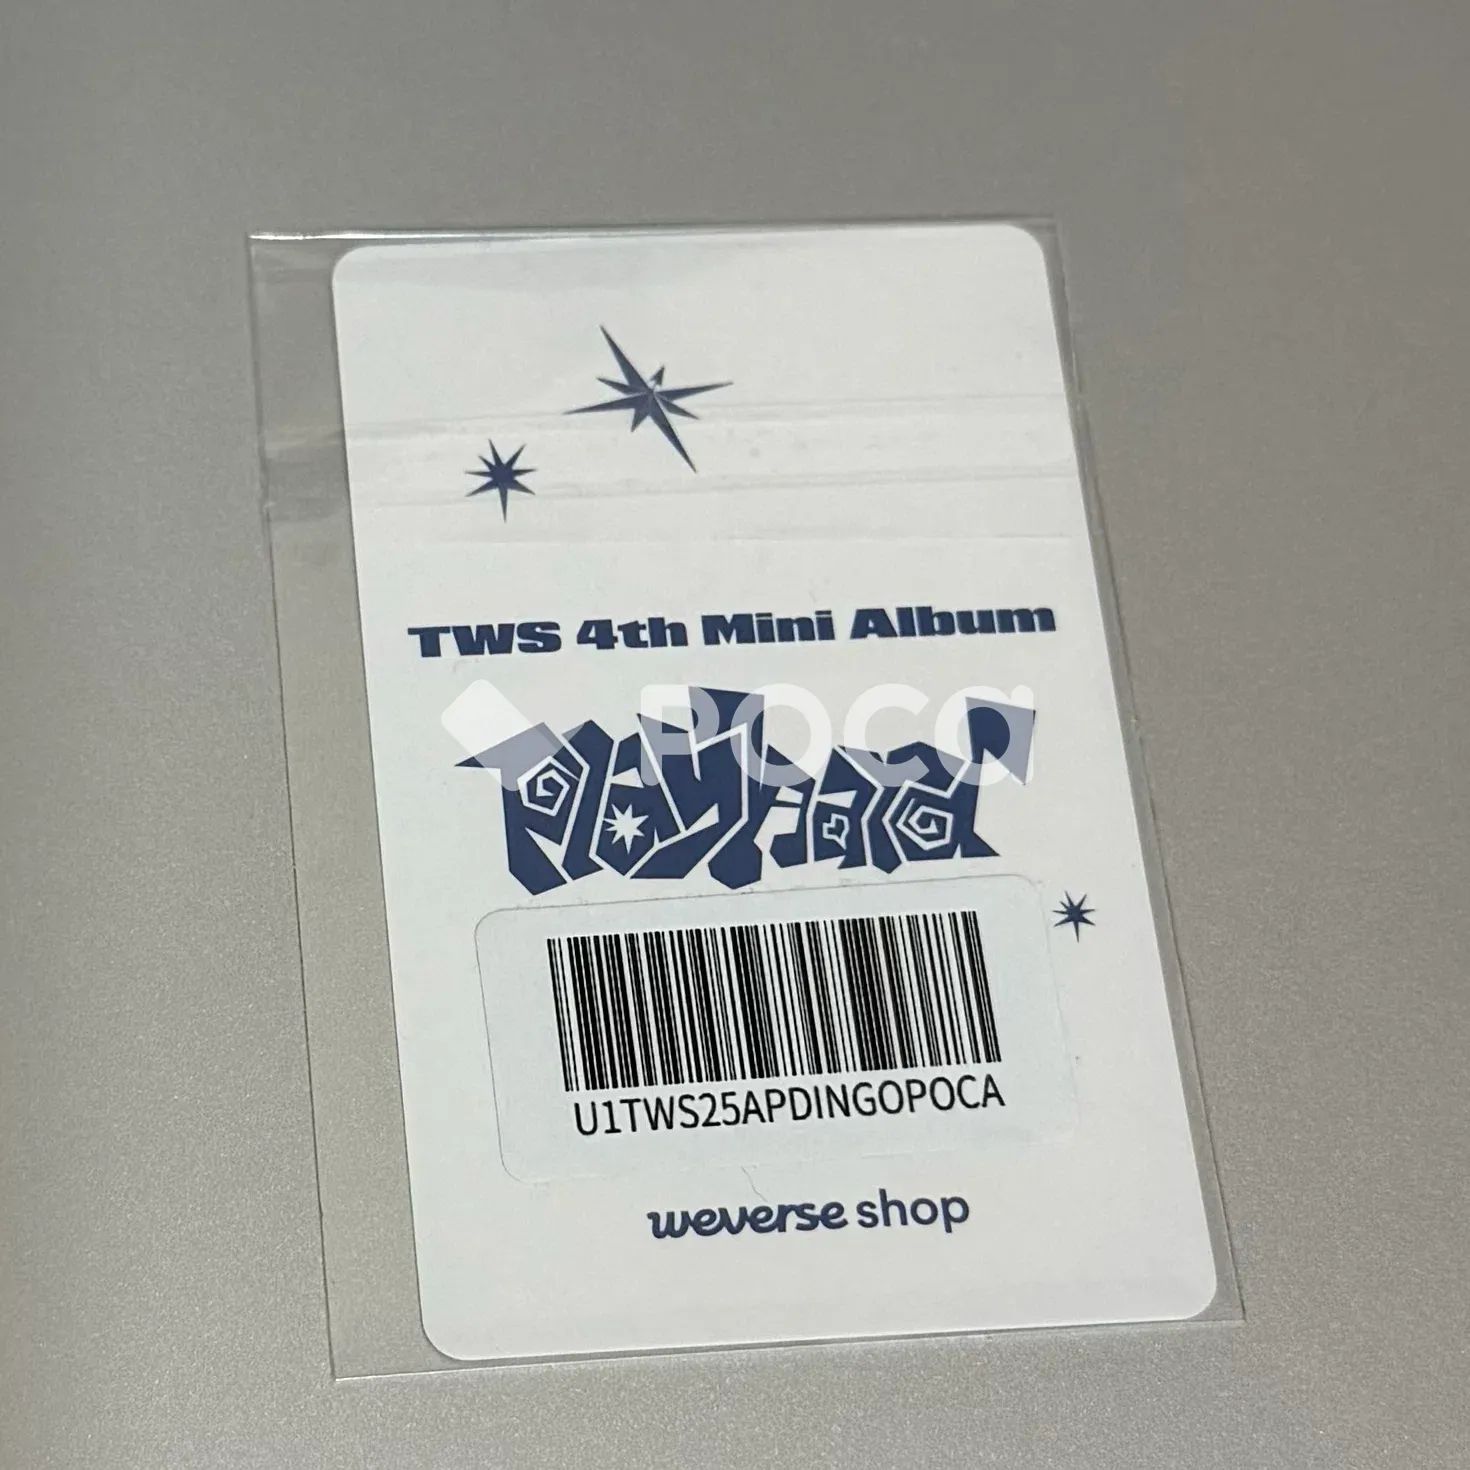 TWS 4th Mini Album
play hard
POCA
U1TWS25APDINGOPOCA
weverse shop